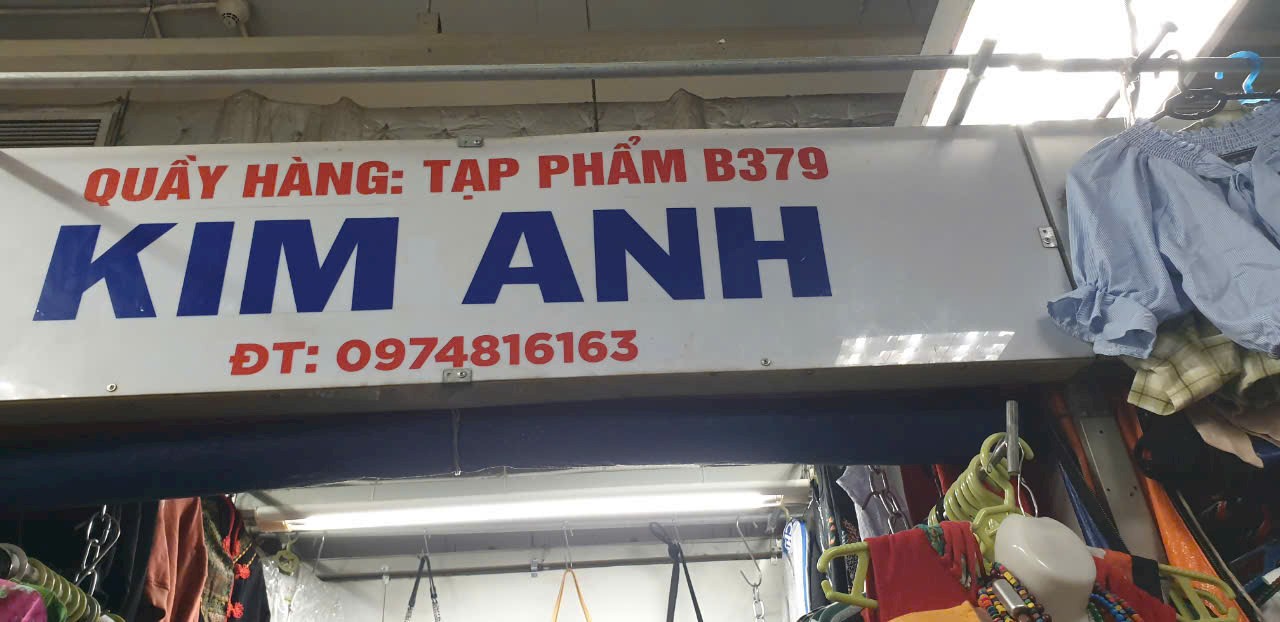 QUẦY HÀNG: TẠP PHẨM B379
KIM ANH
ĐT: 0974816163